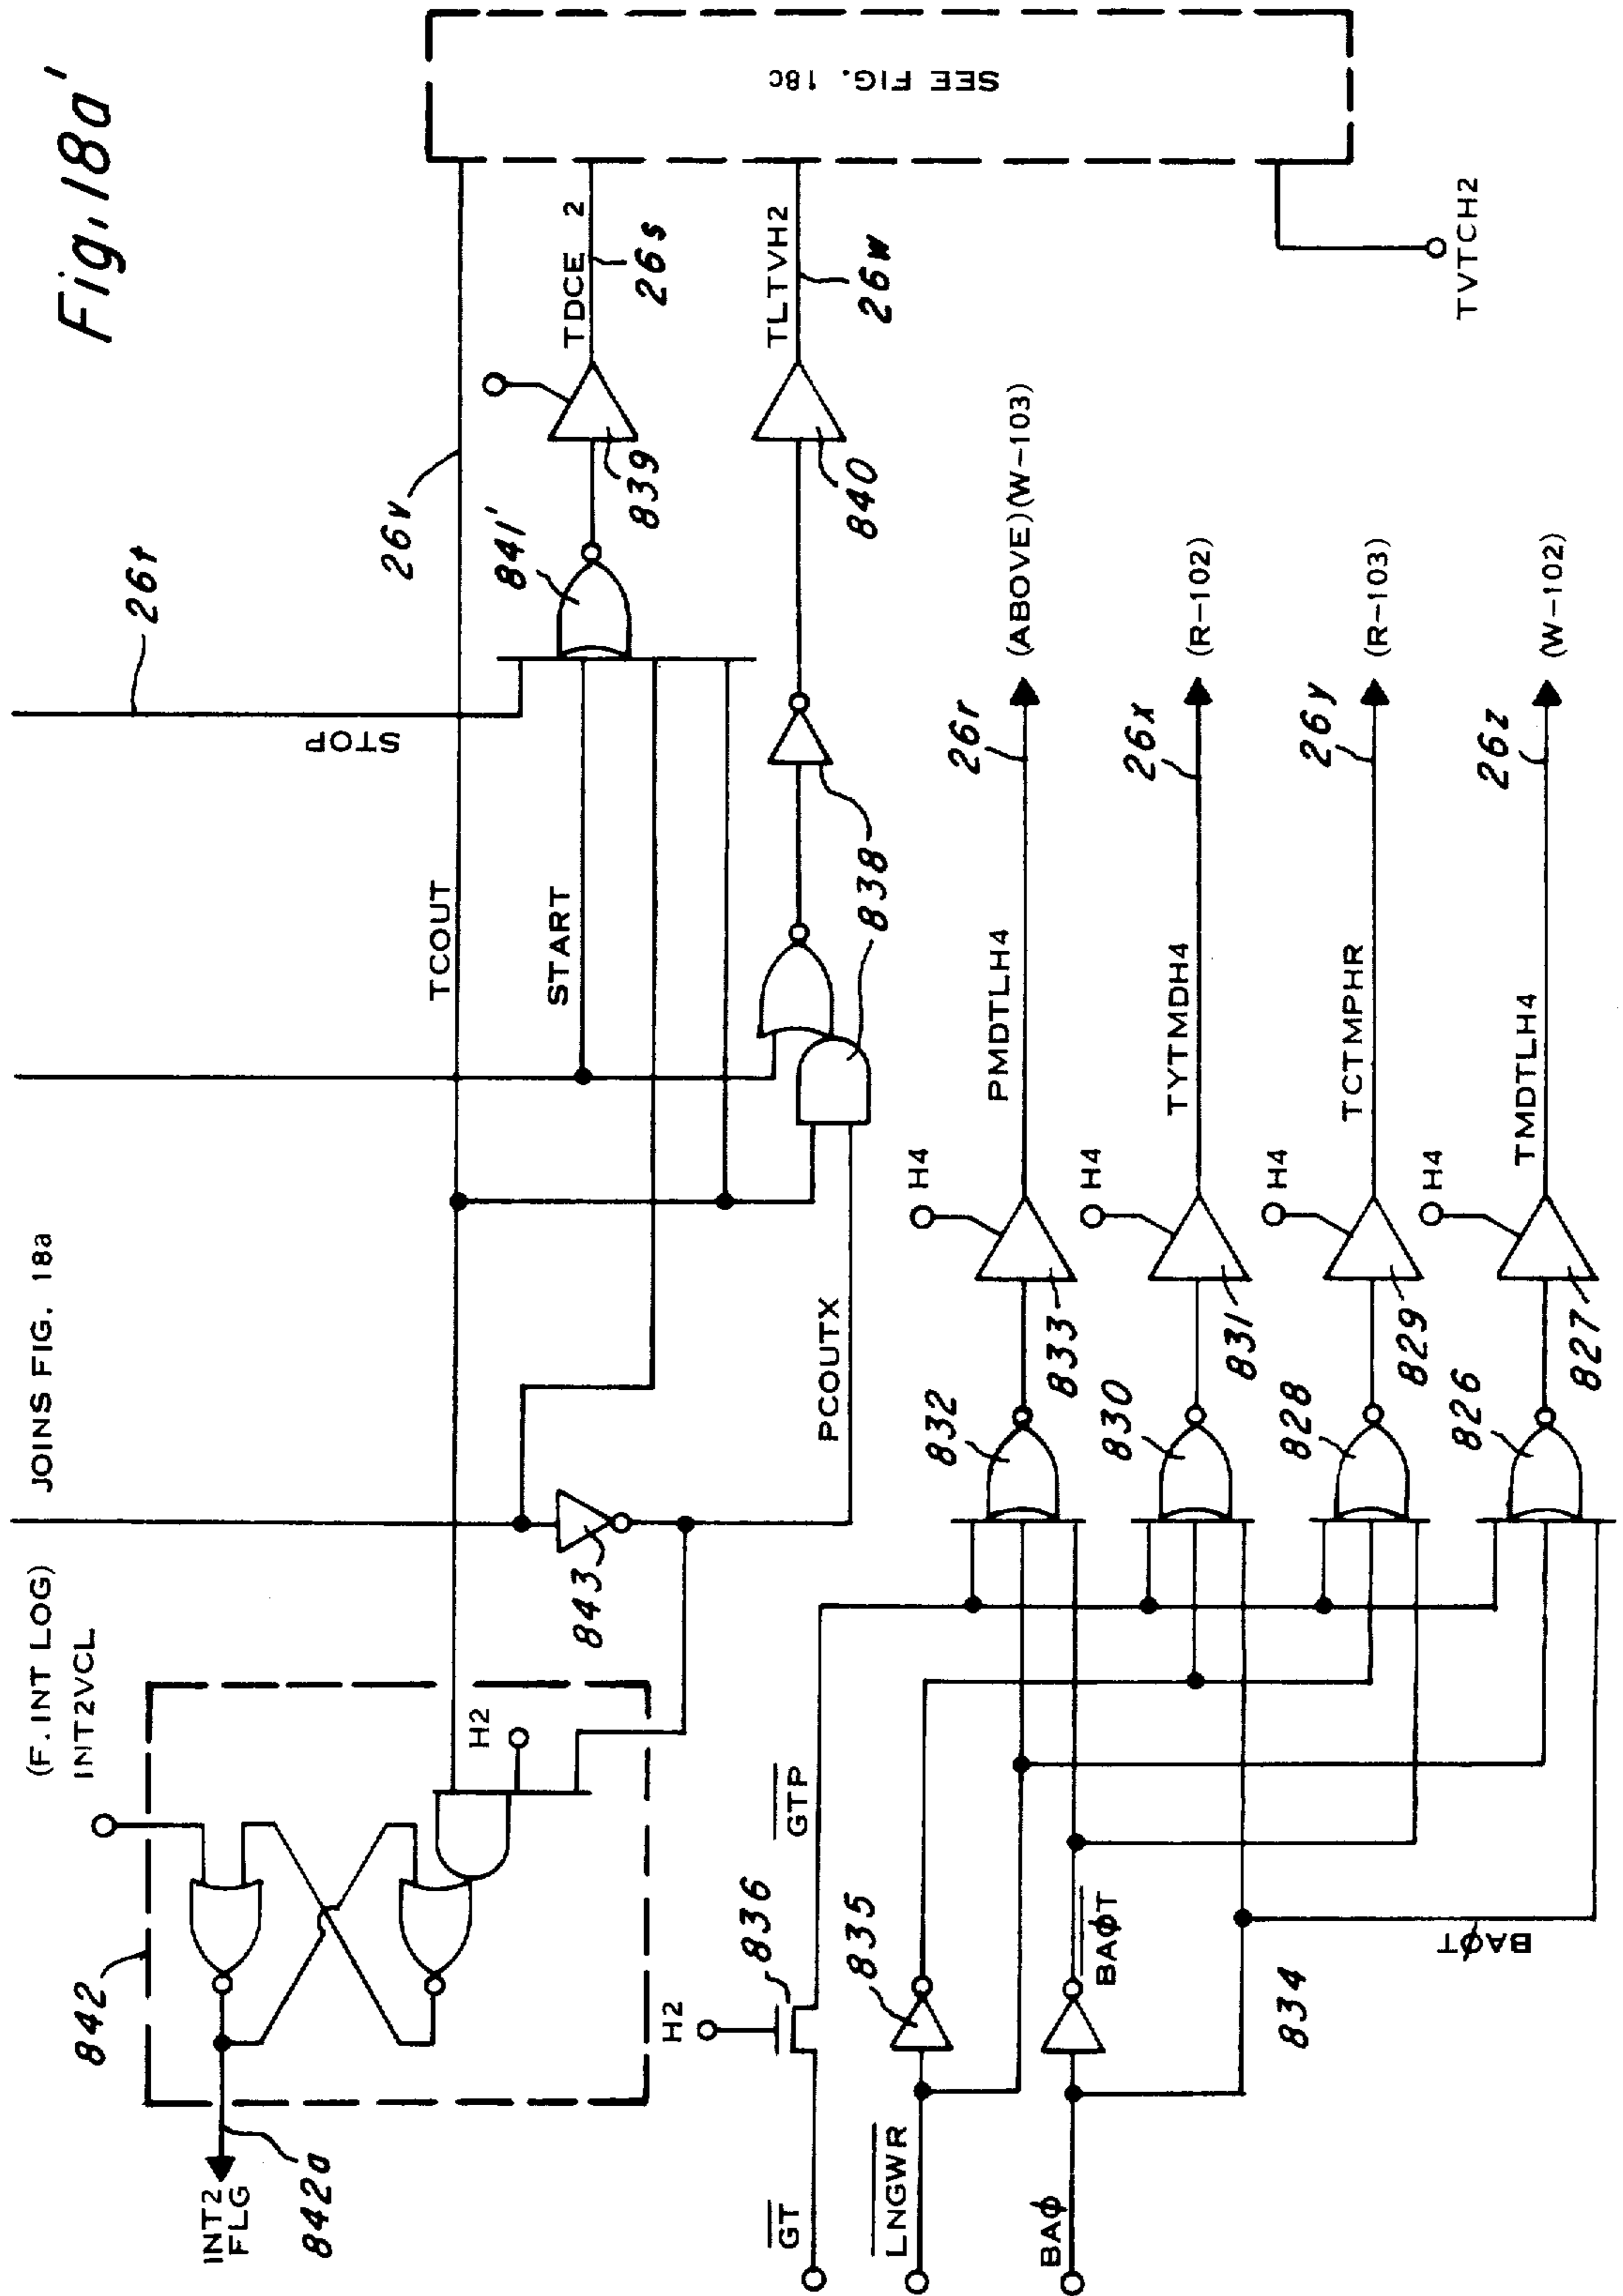 Fig. 18a'
JOINS FIG. 18a
(F. INT LOG)
INT2VCL
26t
STOP
SEE FIG. 18c
842
INT2
FLG
842a
H2
TCOUT
26v
START
841'
TDCE 2
26s
839
843
PCOUTX
838
TLTVH2
26w
840
TVTCH2
H2
836
GT
GTP
832
H4
833
PMDTLH4
26r
(ABOVE)(W-103)
LNGWR
835
830
H4
831
TYTMDH4
26x
(R-102)
BAϕ
BAϕT
834
828
H4
829
TCTMPHR
26y
(R-103)
BAϕT
826
H4
827
TMDTLH4
26z
(W-102)